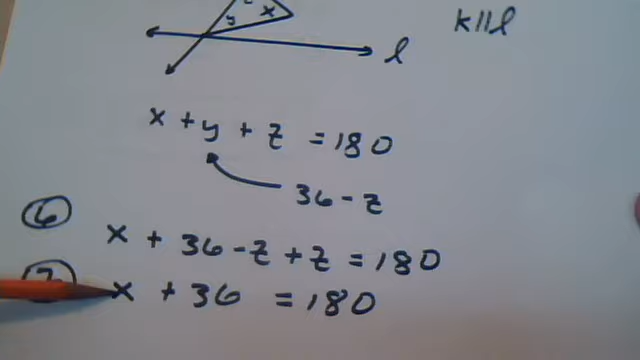 y x
k||l
l
x + y + z = 180
36 - z
6 x + 36 - z + z = 180
x + 36 = 180